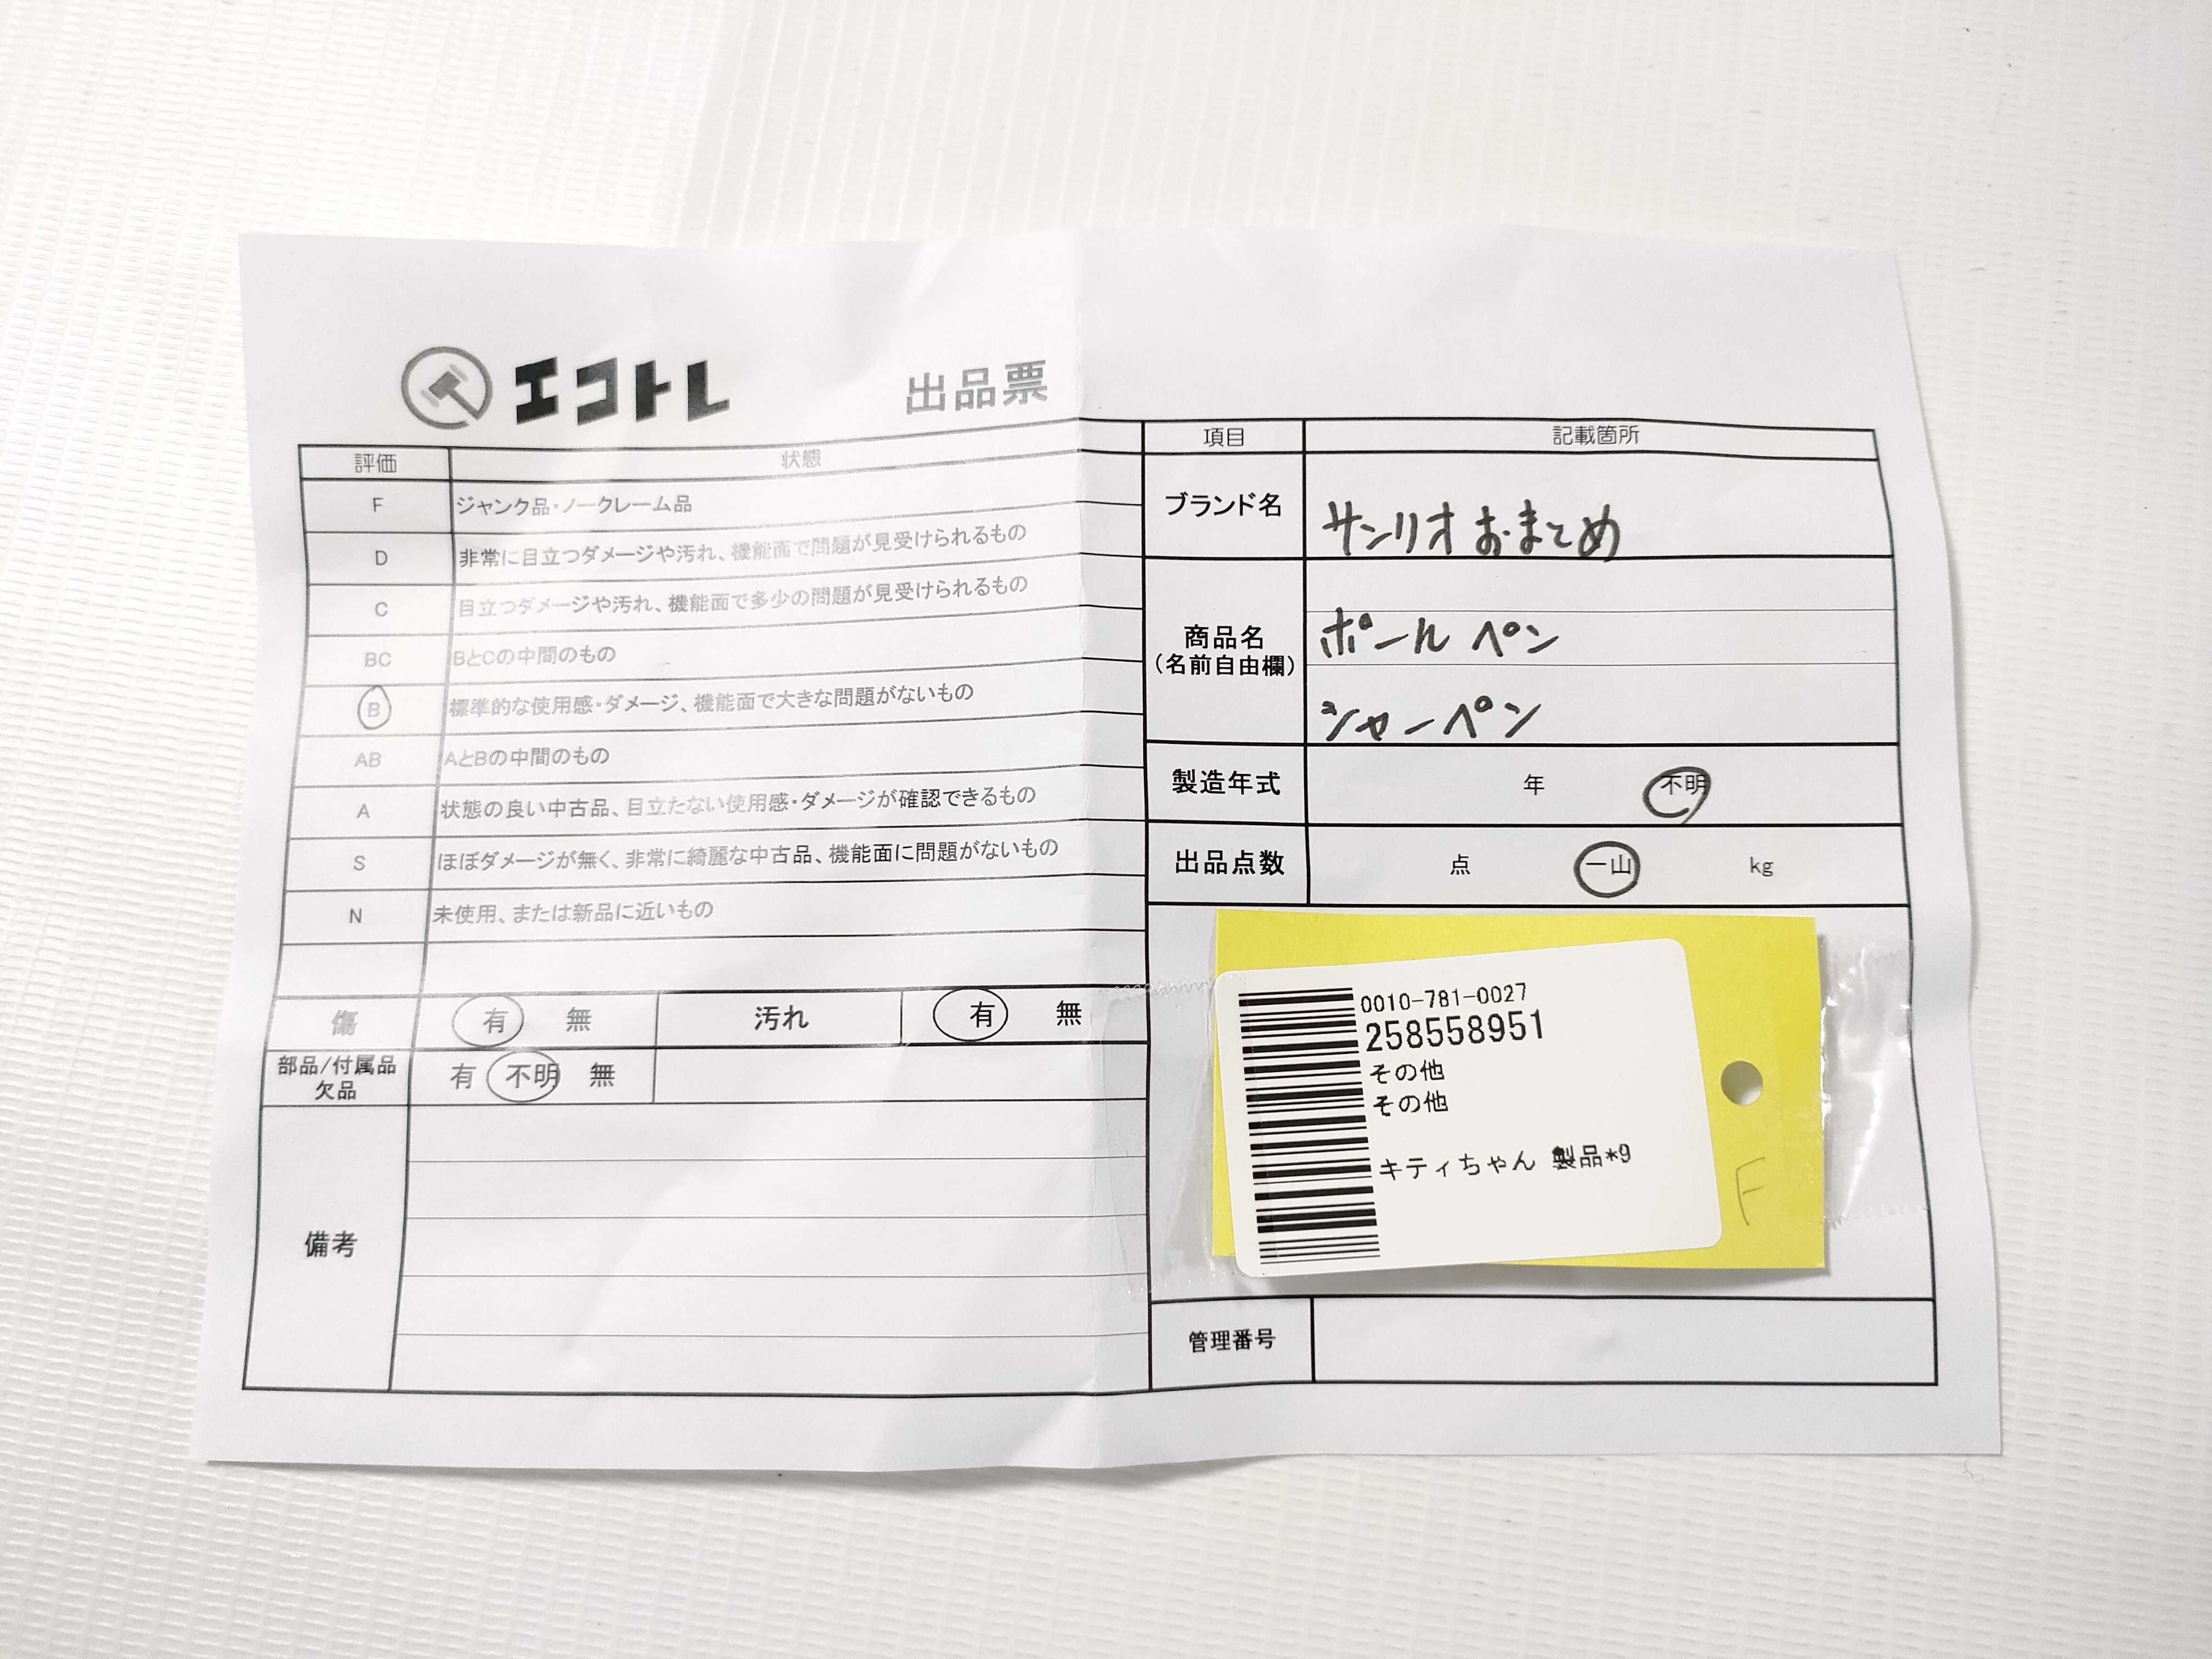 エコトレ 出品票
評価 状態
F ジャンク品・ノークレーム品
D 非常に目立つダメージや汚れ、機能面で問題が見受けられるもの
C 目立つダメージや汚れ、機能面で多少の問題が見受けられるもの
BC BとCの中間のもの
B 標準的な使用感・ダメージ、機能面で大きな問題がないもの
AB AとBの中間のもの
A 状態の良い中古品、目立たない使用感・ダメージが確認できるもの
S ほぼダメージが無く、非常に綺麗な中古品、機能面に問題がないもの
N 未使用、または新品に近いもの
傷 有 無 汚れ 有 無
部品/付属品
欠品 有 不明 無
備考
項目 記載箇所
ブランド名 サンリオおまとめ
商品名
(名前自由欄)
ボールペン
シャーペン
製造年式 年 不明
出品点数 点 一山 kg
0010-781-0027
258558951
その他
その他
キティちゃん 製品*9
F
管理番号